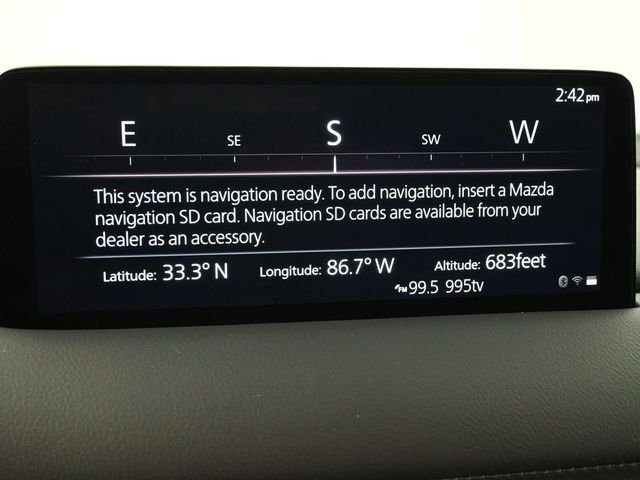 2:42pm
E SE S SW W
This system is navigation ready. To add navigation, insert a Mazda
navigation SD card. Navigation SD cards are available from your
dealer as an accessory.
Latitude: 33.3° N Longitude: 86.7° W Altitude: 683feet
FM 99.5 995tv